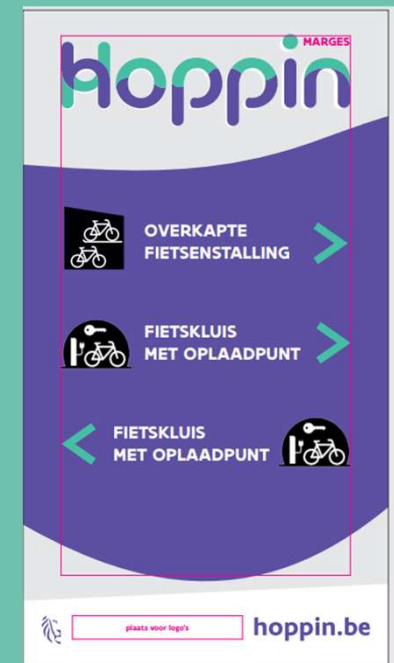 MARGES
hoppin
OVERKAPTE
FIETSENSTALLING
FIETSKLUIS
MET OPLAADPUNT
FIETSKLUIS
MET OPLAADPUNT
plaats voor logo's
hoppin.be